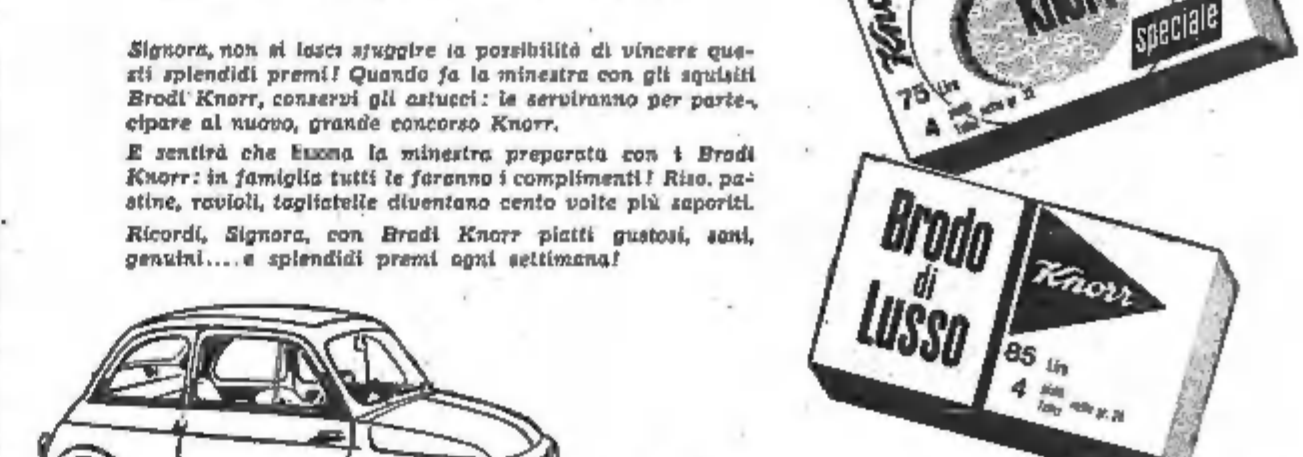 Signora, non si lasci sfuggire la possibilità di vincere que-
sti splendidi premi! Quando fa la minestra con gli squisiti
Brodi Knorr, conservi gli astucci: le serviranno per parte-
cipare al nuovo, grande concorso Knorr.
E sentirà che buona la minestra preparata con i Brodi
Knorr: in famiglia tutti le faranno i complimenti! Riso, pa-
stine, ravioli, tagliatelle diventano cento volte più saporiti.
Ricordi, Signora, con Brodi Knorr piatti gustosi, sani,
genuini.... e splendidi premi ogni settimana!
Knorr
speciale
75 Lire
4
Brodo
di
Lusso
Knorr
85 Lire
4